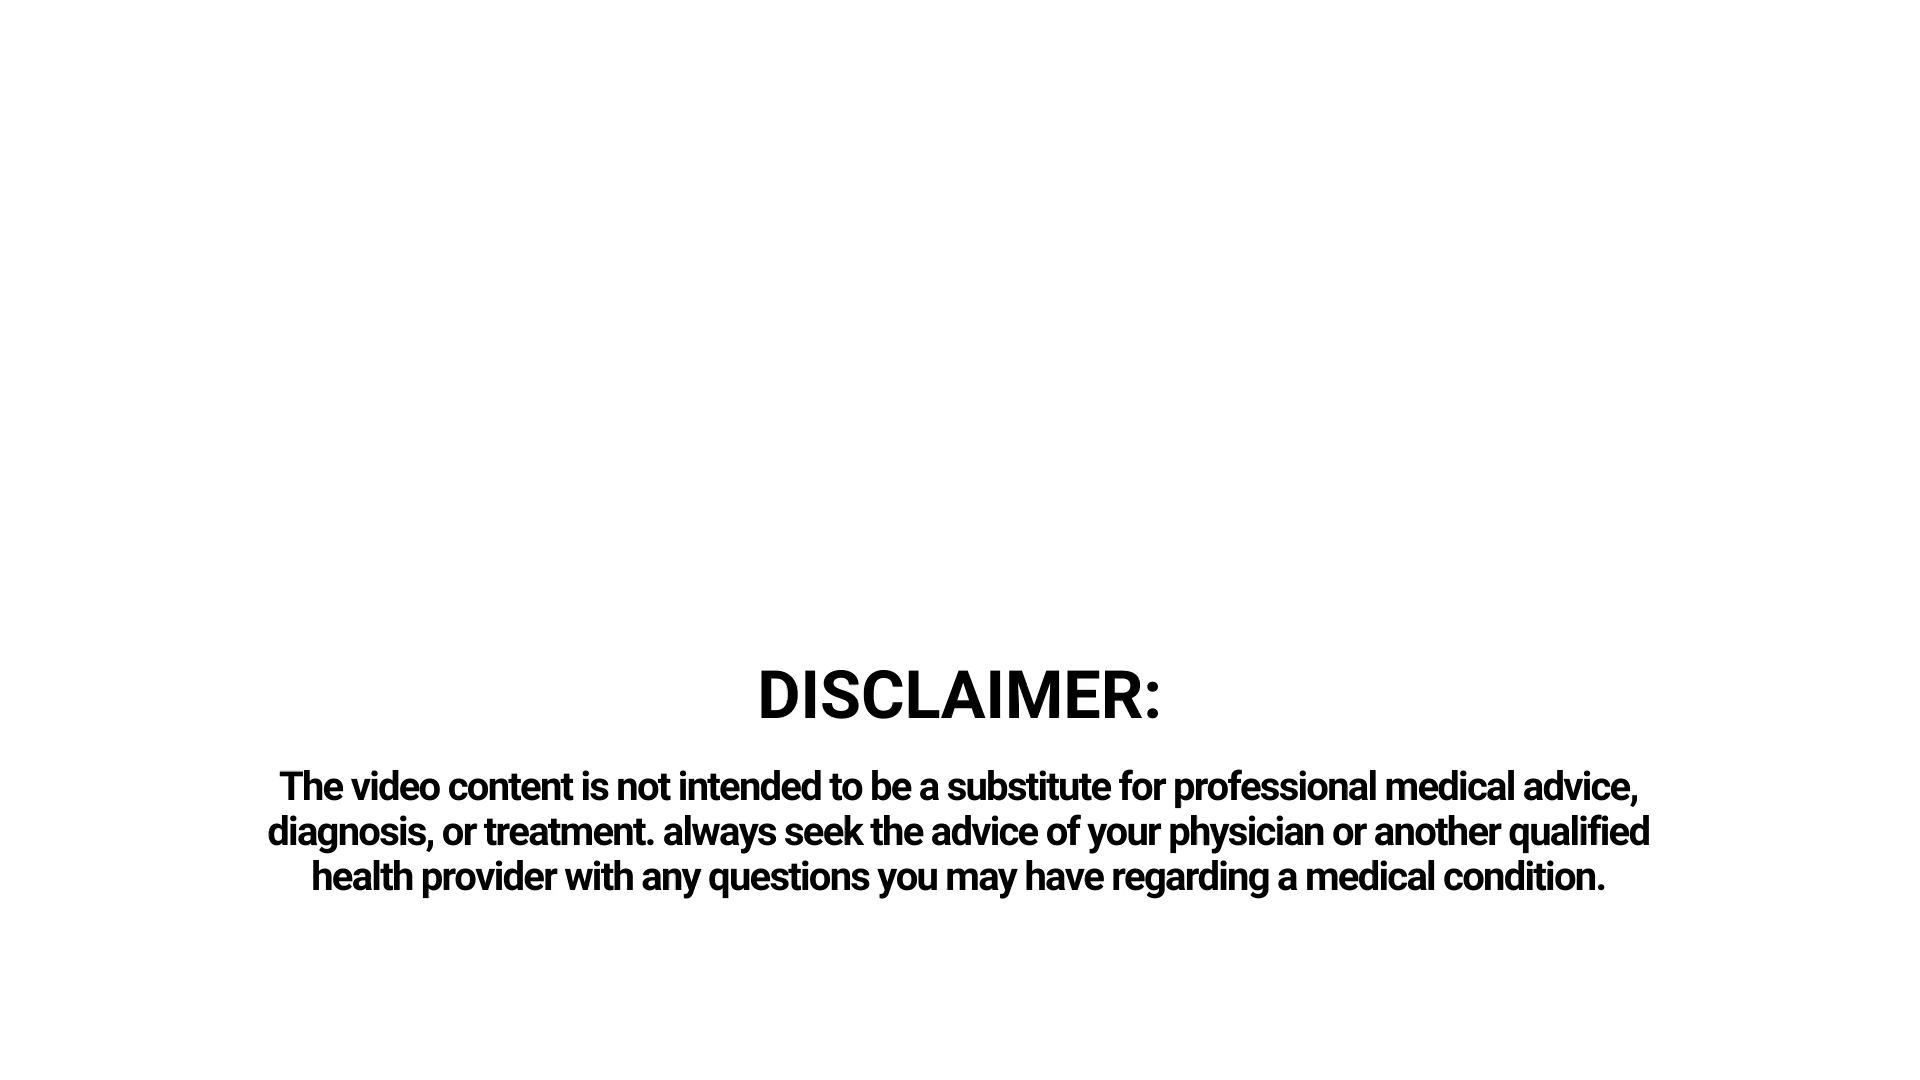 DISCLAIMER:
The video content is not intended to be a substitute for professional medical advice,
diagnosis, or treatment. always seek the advice of your physician or another qualified
health provider with any questions you may have regarding a medical condition.